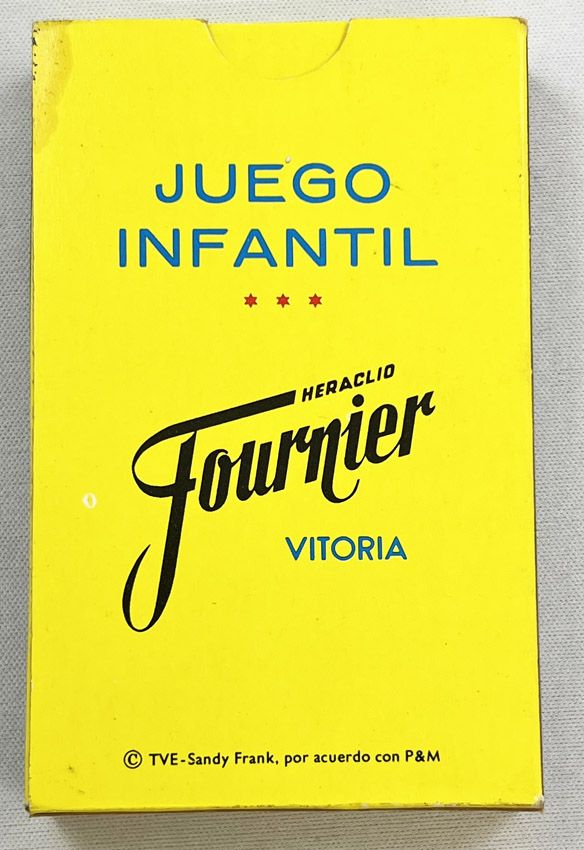 JUEGO
INFANTIL
HERACLIO
Fournier
VITORIA
© TVE-Sandy Frank, por acuerdo con P&M